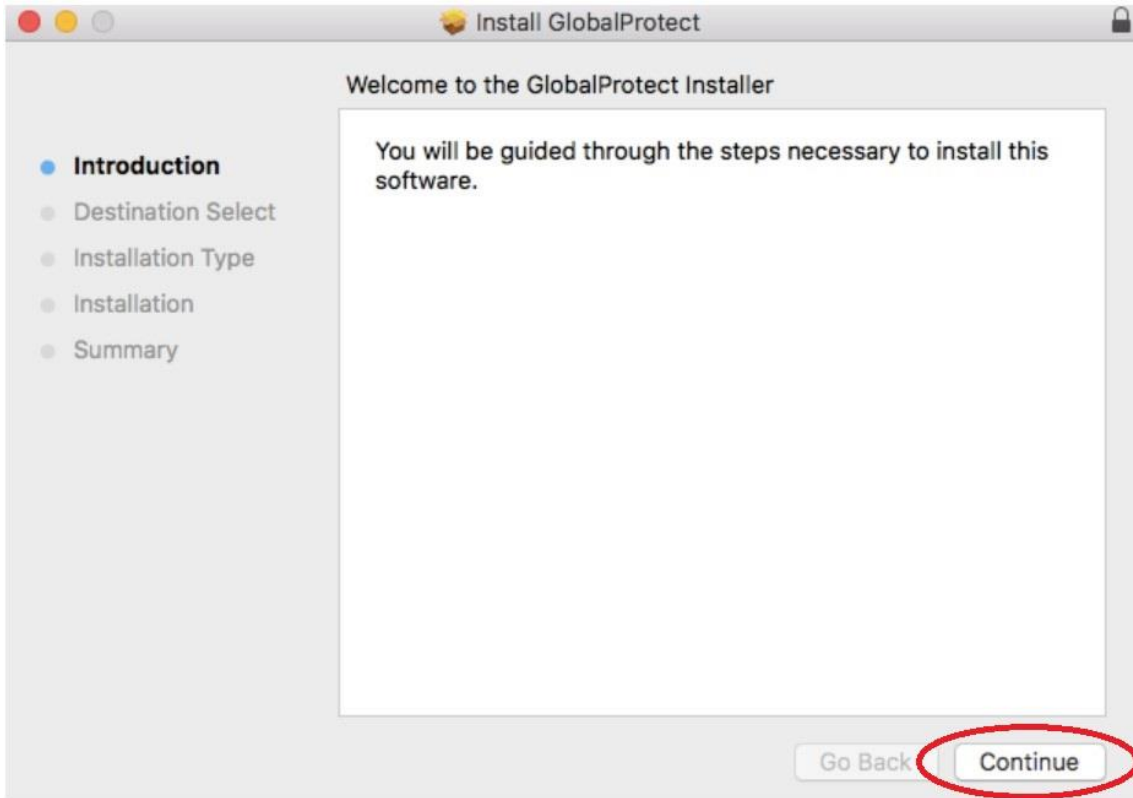 Install GlobalProtect
Welcome to the GlobalProtect Installer
Introduction
Destination Select
Installation Type
Installation
Summary
You will be guided through the steps necessary to install this
software.
Go Back
Continue